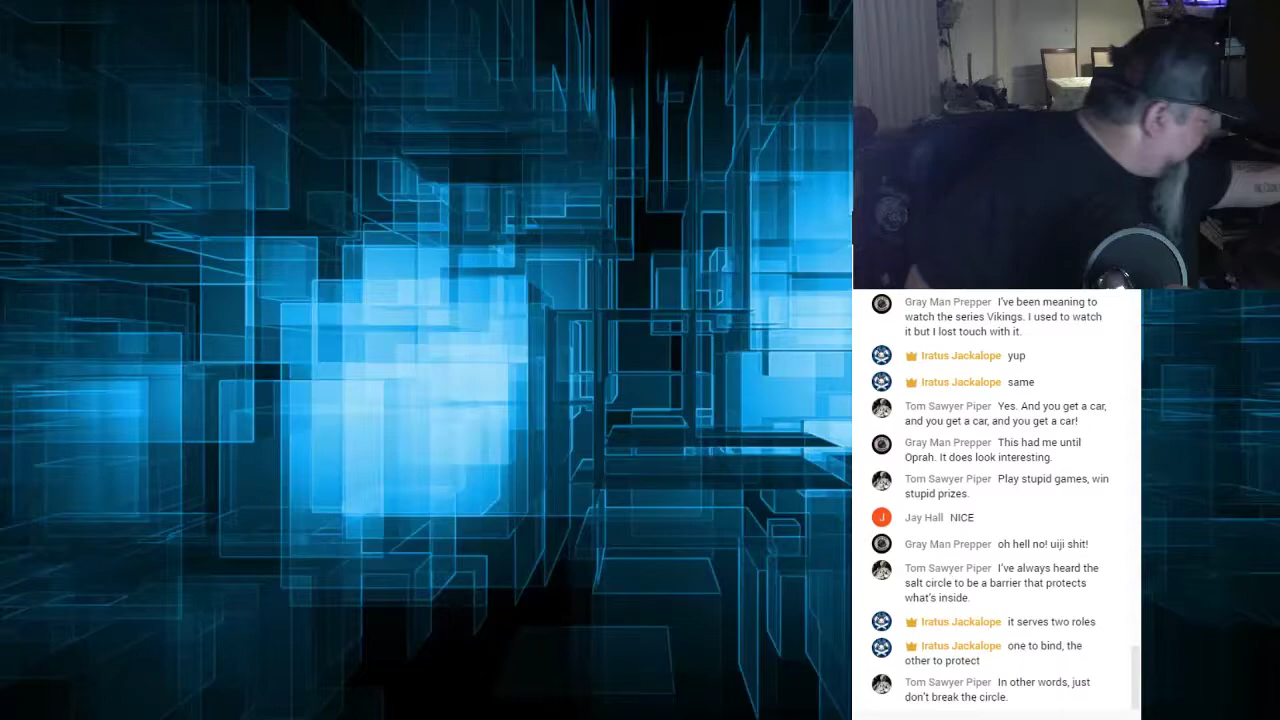 Gray Man Prepper I've been meaning to
watch the series Vikings. I used to watch
it but I lost touch with it.
Iratus Jackalope yup
Iratus Jackalope same
Tom Sawyer Piper Yes. And you get a car,
and you get a car, and you get a car!
Gray Man Prepper This had me until
Oprah. It does look interesting.
Tom Sawyer Piper Play stupid games, win
stupid prizes.
J Jay Hall NICE
Gray Man Prepper oh hell no! uiji shit!
Tom Sawyer Piper I've always heard the
salt circle to be a barrier that protects
what's inside.
Iratus Jackalope it serves two roles
Iratus Jackalope one to bind, the
other to protect
Tom Sawyer Piper In other words, just
don't break the circle.